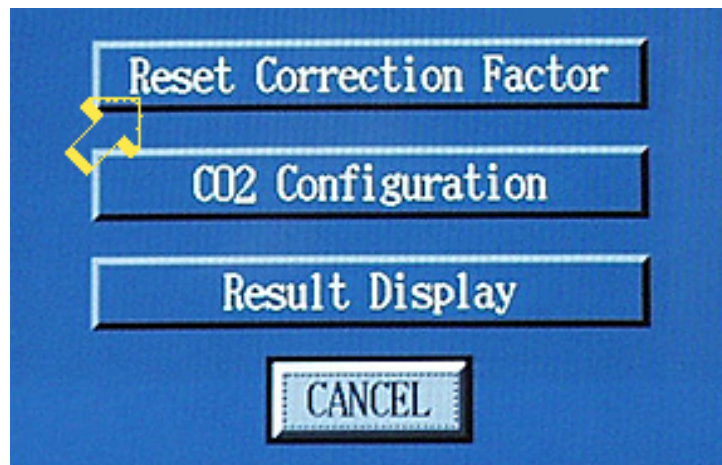 Reset Correction Factor
CO2 Configuration
Result Display
CANCEL